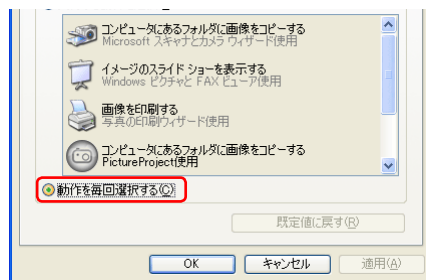 コンピュータにあるフォルダに画像をコピーする
Microsoft スキャナとカメラ ウィザード使用
イメージのスライド ショーを表示する
Windows ピクチャと FAX ビューア使用
画像を印刷する
写真の印刷ウィザード使用
コンピュータにあるフォルダに画像をコピーする
PictureProject使用
動作を毎回選択する(C)
既定値に戻す(R)
OK キャンセル 適用(A)